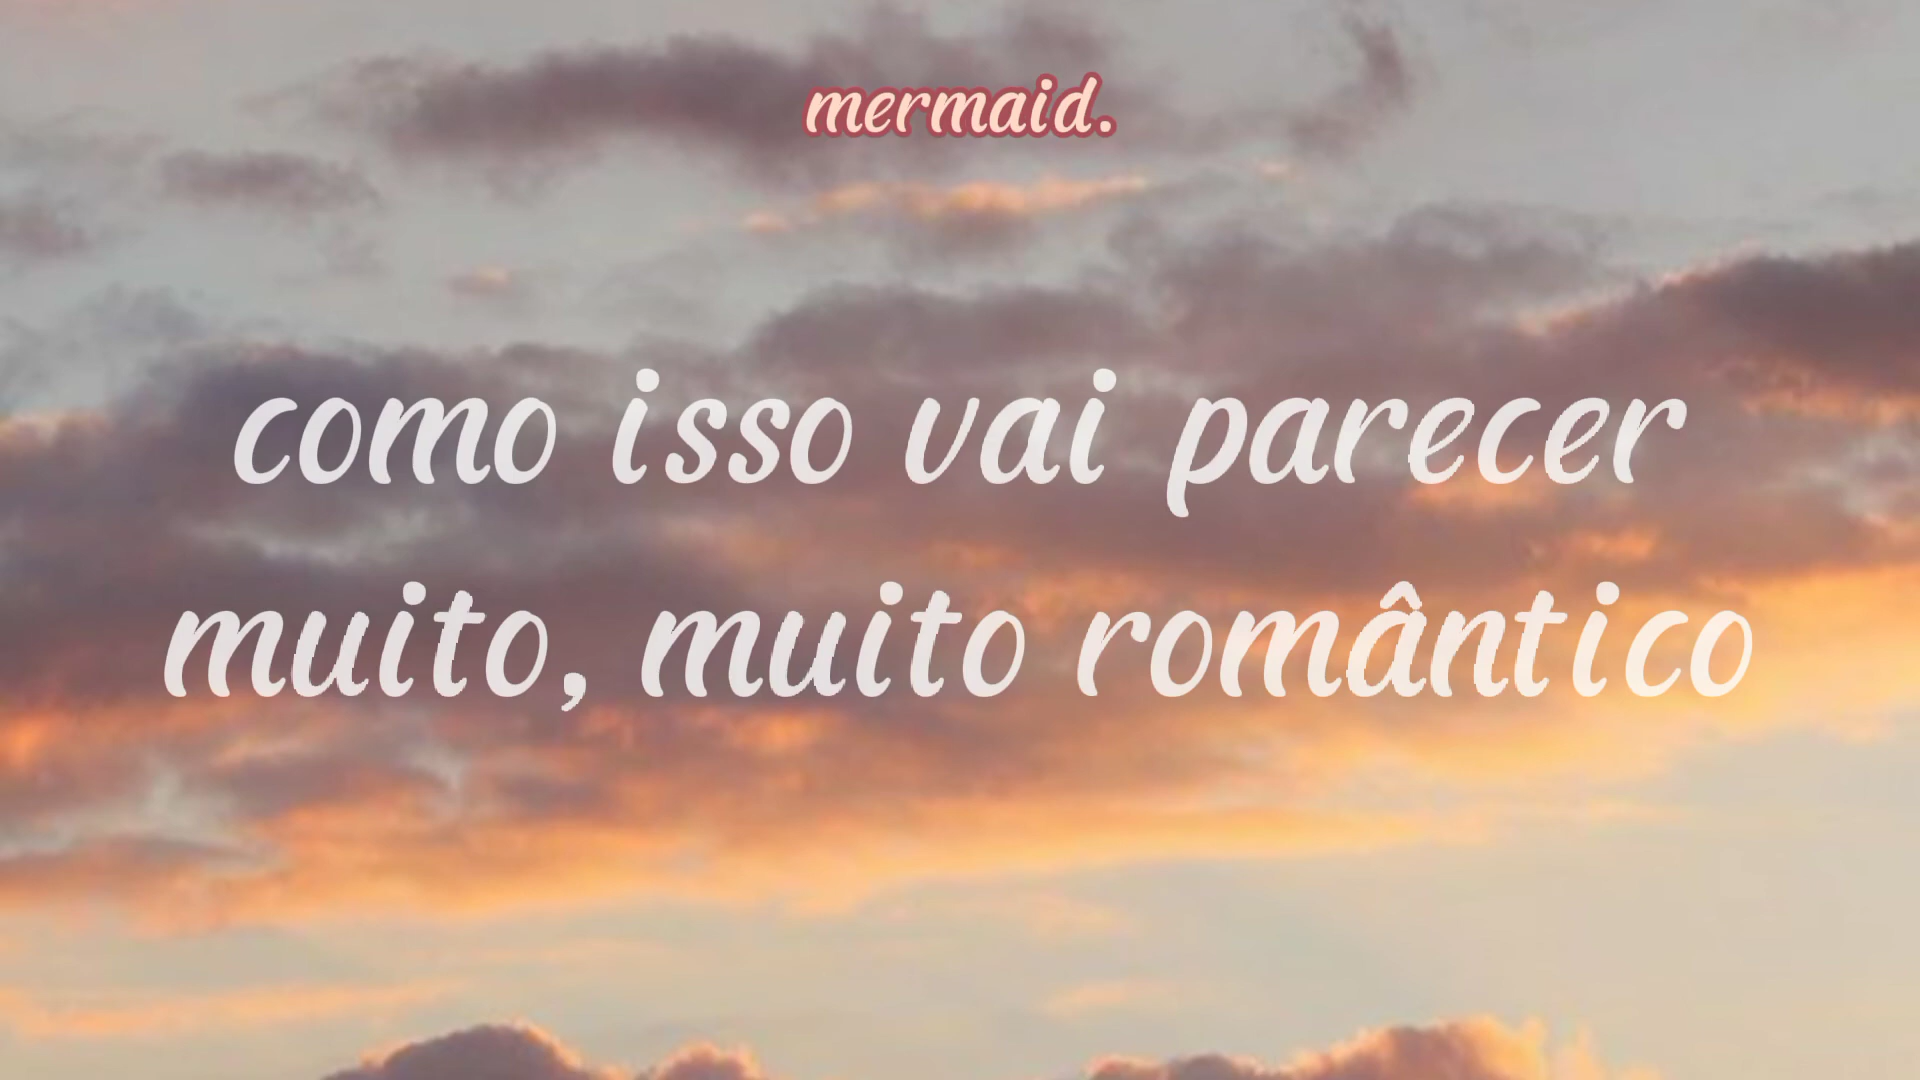 mermaid.
como isso vai parecer
muito, muito romântico